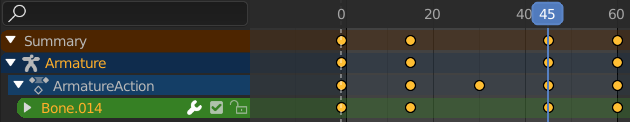 0 20 40 45 60
Summary
Armature
ArmatureAction
Bone.014